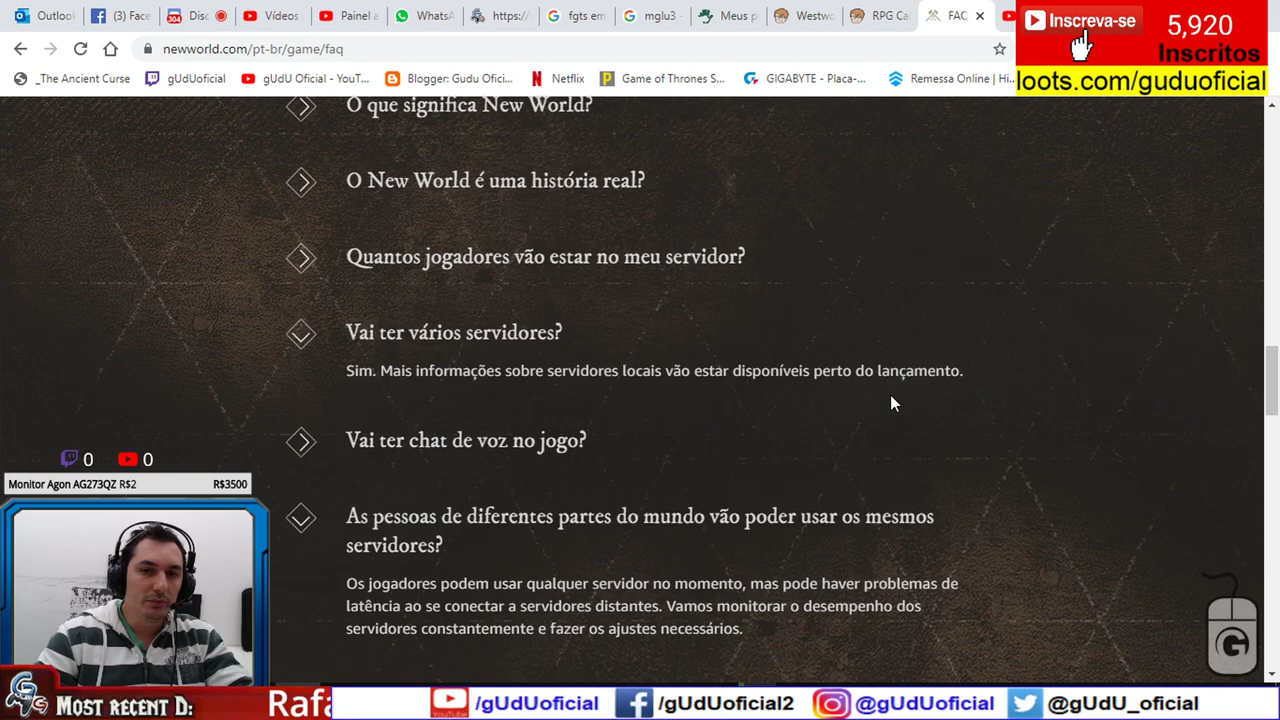 Outlool
(3) Face
304
Disc
Vídeos
Painel a
WhatsA
https:/
fgts em
mglu3 -
Meus p
Westwo
RPG Ca
FAC
newworld.com/pt-br/game/faq
_The Ancient Curse
gUdUoficial
gUdU Oficial - YouT...
Blogger: Gudu Ofici...
Netflix
Game of Thrones S...
GIGABYTE - Placa-...
Remessa Online | Hi...
Inscreva-se
5,920
Inscritos
loots.com/guduoficial
O que significa New World?
O New World é uma história real?
Quantos jogadores vão estar no meu servidor?
Vai ter vários servidores?
Sim. Mais informações sobre servidores locais vão estar disponíveis perto do lançamento.
Vai ter chat de voz no jogo?
0 0
Monitor Agon AG273QZ R$2 R$3500
As pessoas de diferentes partes do mundo vão poder usar os mesmos
servidores?
Os jogadores podem usar qualquer servidor no momento, mas pode haver problemas de
latência ao se conectar a servidores distantes. Vamos monitorar o desempenho dos
servidores constantemente e fazer os ajustes necessários.
G
Most recent D:
Rafa
/gUdUoficial
/gUdUoficial2
@gUdUoficial
@gUdU_oficial